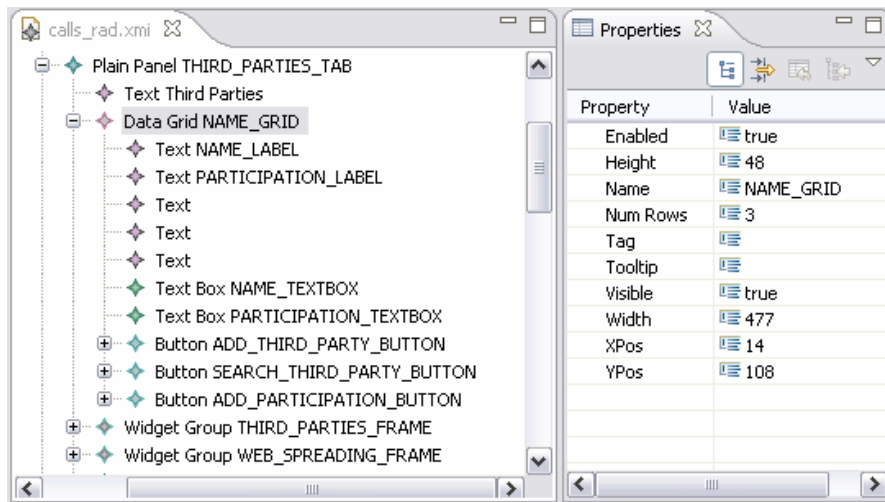 calls_rad.xmi
Plain Panel THIRD_PARTIES_TAB
Text Third Parties
Data Grid NAME_GRID
Text NAME_LABEL
Text PARTICIPATION_LABEL
Text
Text
Text
Text Box NAME_TEXTBOX
Text Box PARTICIPATION_TEXTBOX
Button ADD_THIRD_PARTY_BUTTON
Button SEARCH_THIRD_PARTY_BUTTON
Button ADD_PARTICIPATION_BUTTON
Widget Group THIRD_PARTIES_FRAME
Widget Group WEB_SPREADING_FRAME
Properties
Property Value
Enabled true
Height 48
Name NAME_GRID
Num Rows 3
Tag
Tooltip
Visible true
Width 477
XPos 14
YPos 108